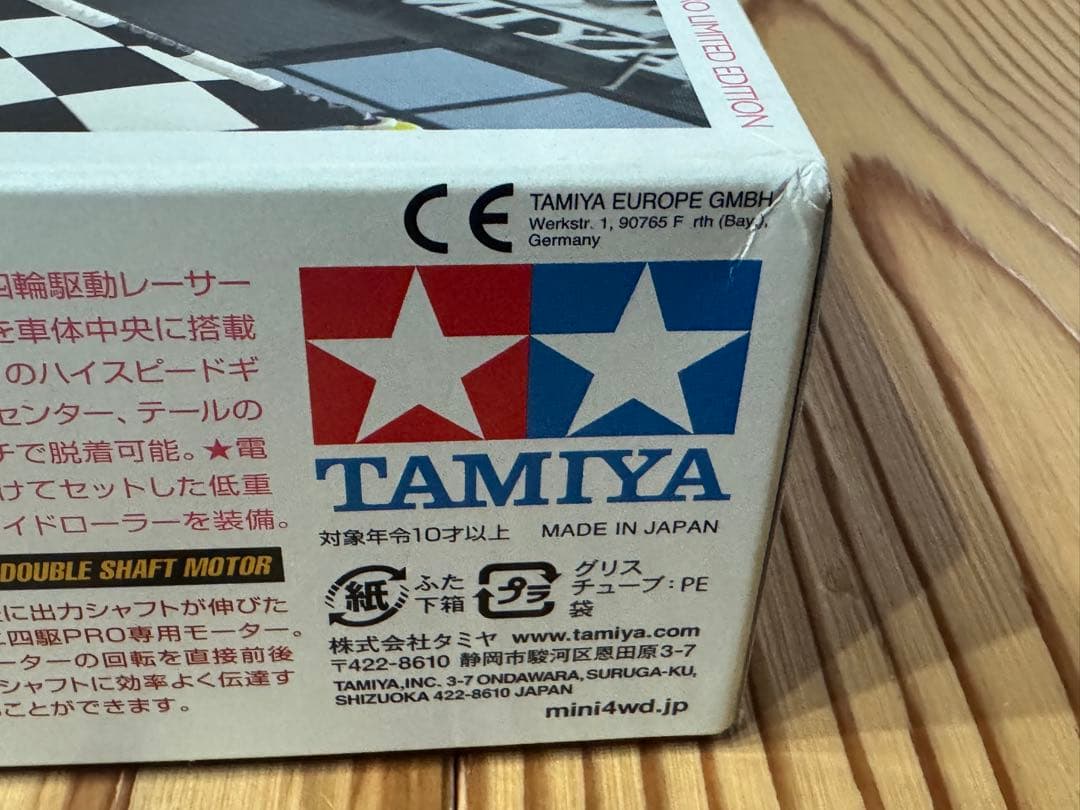 LIMITED EDITION
CE
TAMIYA EUROPE GMBH
Werkstr. 1, 90765 F rth (Bay.),
Germany
四輪駆動レーサー
を車体中央に搭載
のハイスピードギ
センター、テールの
チで脱着可能。★電
けてセットした低重
イドローラーを装備。
DOUBLE SHAFT MOTOR
に出力シャフトが伸びた
四駆PRO専用モーター。
ーターの回転を直接前後
シャフトに効率よく伝達す
ことができます。
TAMIYA
対象年令10才以上 MADE IN JAPAN
紙 ふた
下箱
プラ グリス
チューブ:PE
袋
株式会社タミヤ www.tamiya.com
〒422-8610 静岡市駿河区恩田原3-7
TAMIYA,INC. 3-7 ONDAWARA, SURUGA-KU,
SHIZUOKA 422-8610 JAPAN
mini4wd.jp